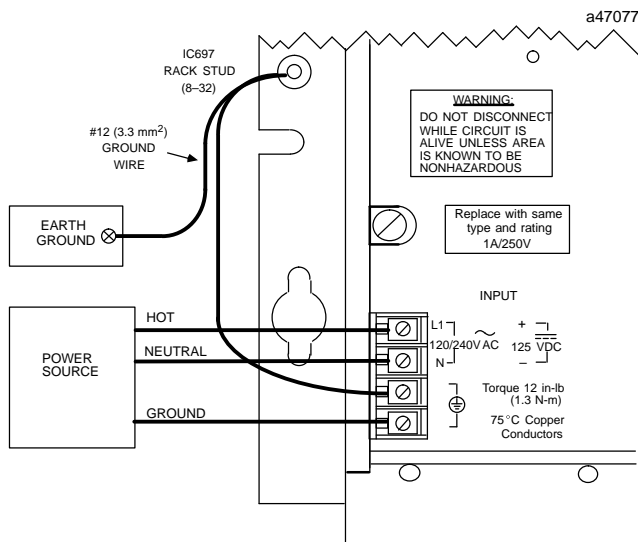 a47077
IC697
RACK STUD
(8–32)
#12 (3.3 mm²)
GROUND
WIRE
WARNING:
DO NOT DISCONNECT
WHILE CIRCUIT IS
ALIVE UNLESS AREA
IS KNOWN TO BE
NONHAZARDOUS
EARTH
GROUND
Replace with same
type and rating
1A/250V
INPUT
HOT
L1
+
120/240V AC
125 VDC
NEUTRAL
N
–
POWER
SOURCE
Torque 12 in-lb
(1.3 N-m)
GROUND
75°C Copper
Conductors